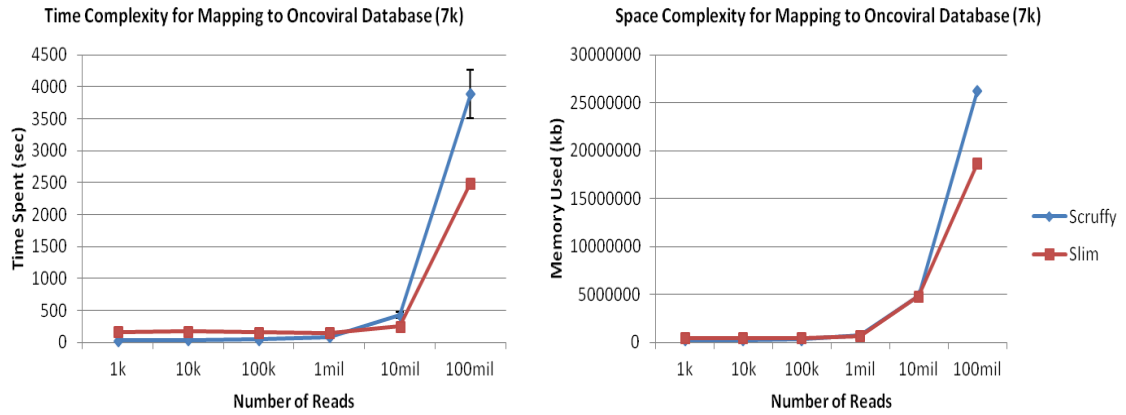 Time Complexity for Mapping to Oncoviral Database (7k)
4500
4000
3500
3000
2500
2000
1500
1000
500
0
Time Spent (sec)
1k 10k 100k 1mil 10mil 100mil
Number of Reads
Space Complexity for Mapping to Oncoviral Database (7k)
30000000
25000000
20000000
15000000
10000000
5000000
0
Memory Used (kb)
1k 10k 100k 1mil 10mil 100mil
Number of Reads
Scruffy
Slim